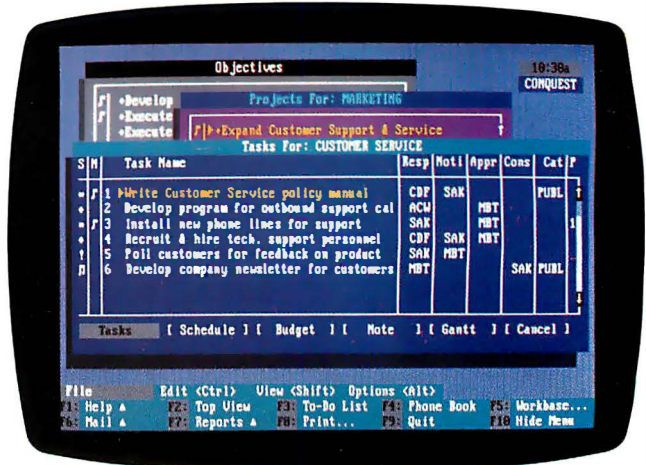 Objectives
10:30a
CONQUEST
+Develop
Projects For: MARKETING
+Execute
+Execute
+Expand Customer Support & Service
Tasks For: CUSTOMER SERVICE
S N Task Name Resp Noti Appr Cons Cat P
1 Write Customer Service policy manual CDF SAK PUBL
2 Develop program for outbound support cal ACW MBT
3 Install new phone lines for support SAK MBT 1
4 Recruit & hire tech. support personnel CDF SAK MBT
5 Poll customers for feedback on product SAK MBT
6 Develop company newsletter for customers MBT SAK PUBL
Tasks [ Schedule ] [ Budget ] [ Note ] [ Gantt ] [ Cancel ]
File Edit <Ctrl> View <Shift> Options <Alt>
F1: Help ▲ F2: Top View F3: To-Do List F4: Phone Book F5: Workbase...
F6: Mail ▲ F7: Reports ▲ F8: Print... F9: Quit F10 Hide Menu